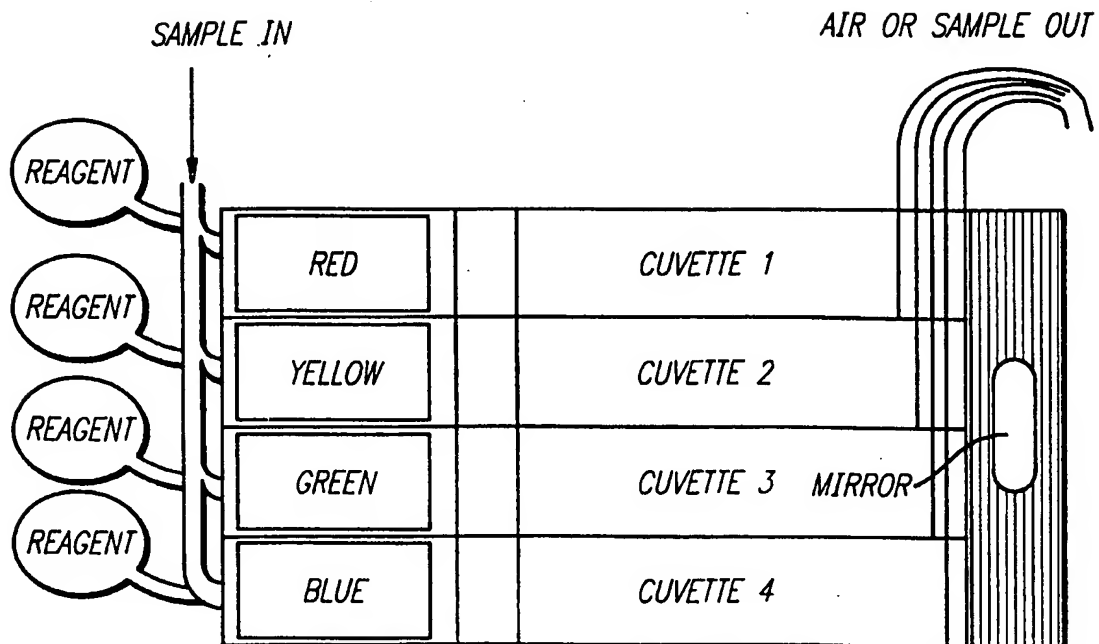 SAMPLE IN
AIR OR SAMPLE OUT
REAGENT
RED
CUVETTE 1
REAGENT
YELLOW
CUVETTE 2
REAGENT
GREEN
CUVETTE 3
MIRROR
REAGENT
BLUE
CUVETTE 4